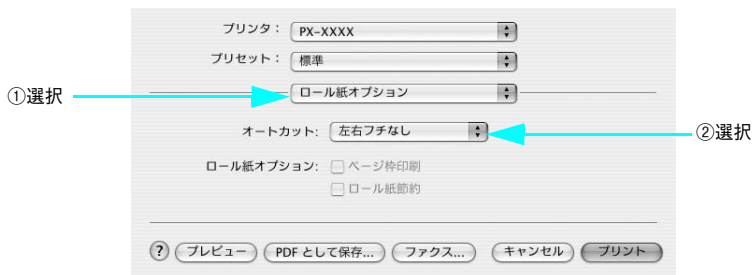 プリンタ: PX-XXXX
プリセット: 標準
①選択
ロール紙オプション
オートカット: 左右フチなし
②選択
ロール紙オプション: ページ枠印刷
ロール紙節約
? プレビュー PDF として保存... ファクス... キャンセル プリント